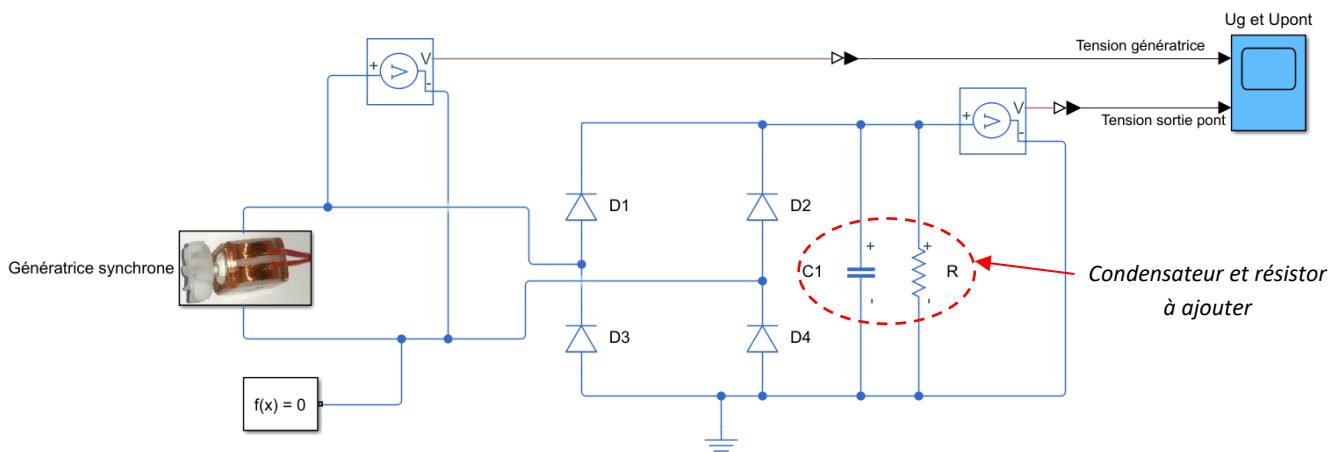 Ug et Upont
Tension génératrice
+ V -
+ V -
Tension sortie pont
D1
D2
Génératrice synchrone
C1
+
-
+
-
R
Condensateur et résistor
à ajouter
D3
D4
f(x) = 0